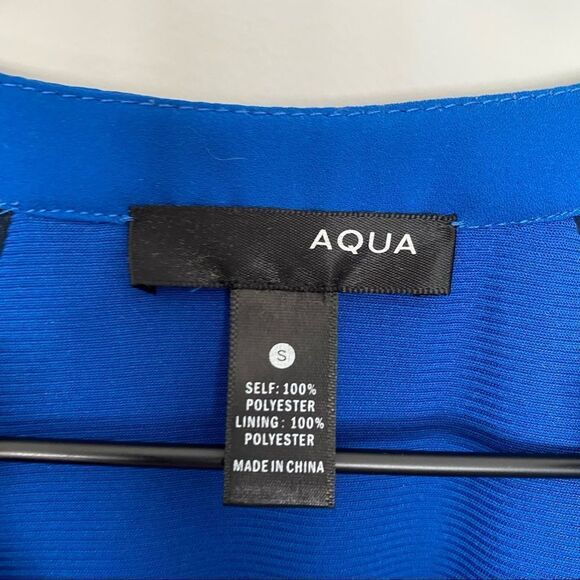 AQUA
S
SELF: 100%
POLYESTER
LINING: 100%
POLYESTER
MADE IN CHINA